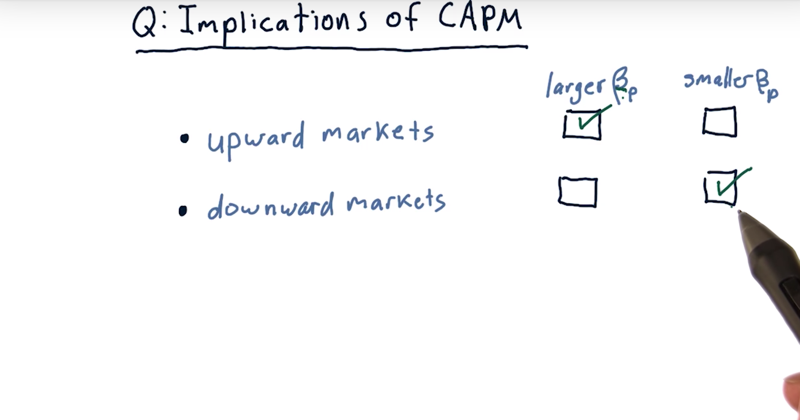 Q: Implications of CAPM
larger βp smaller βp
• upward markets
• downward markets